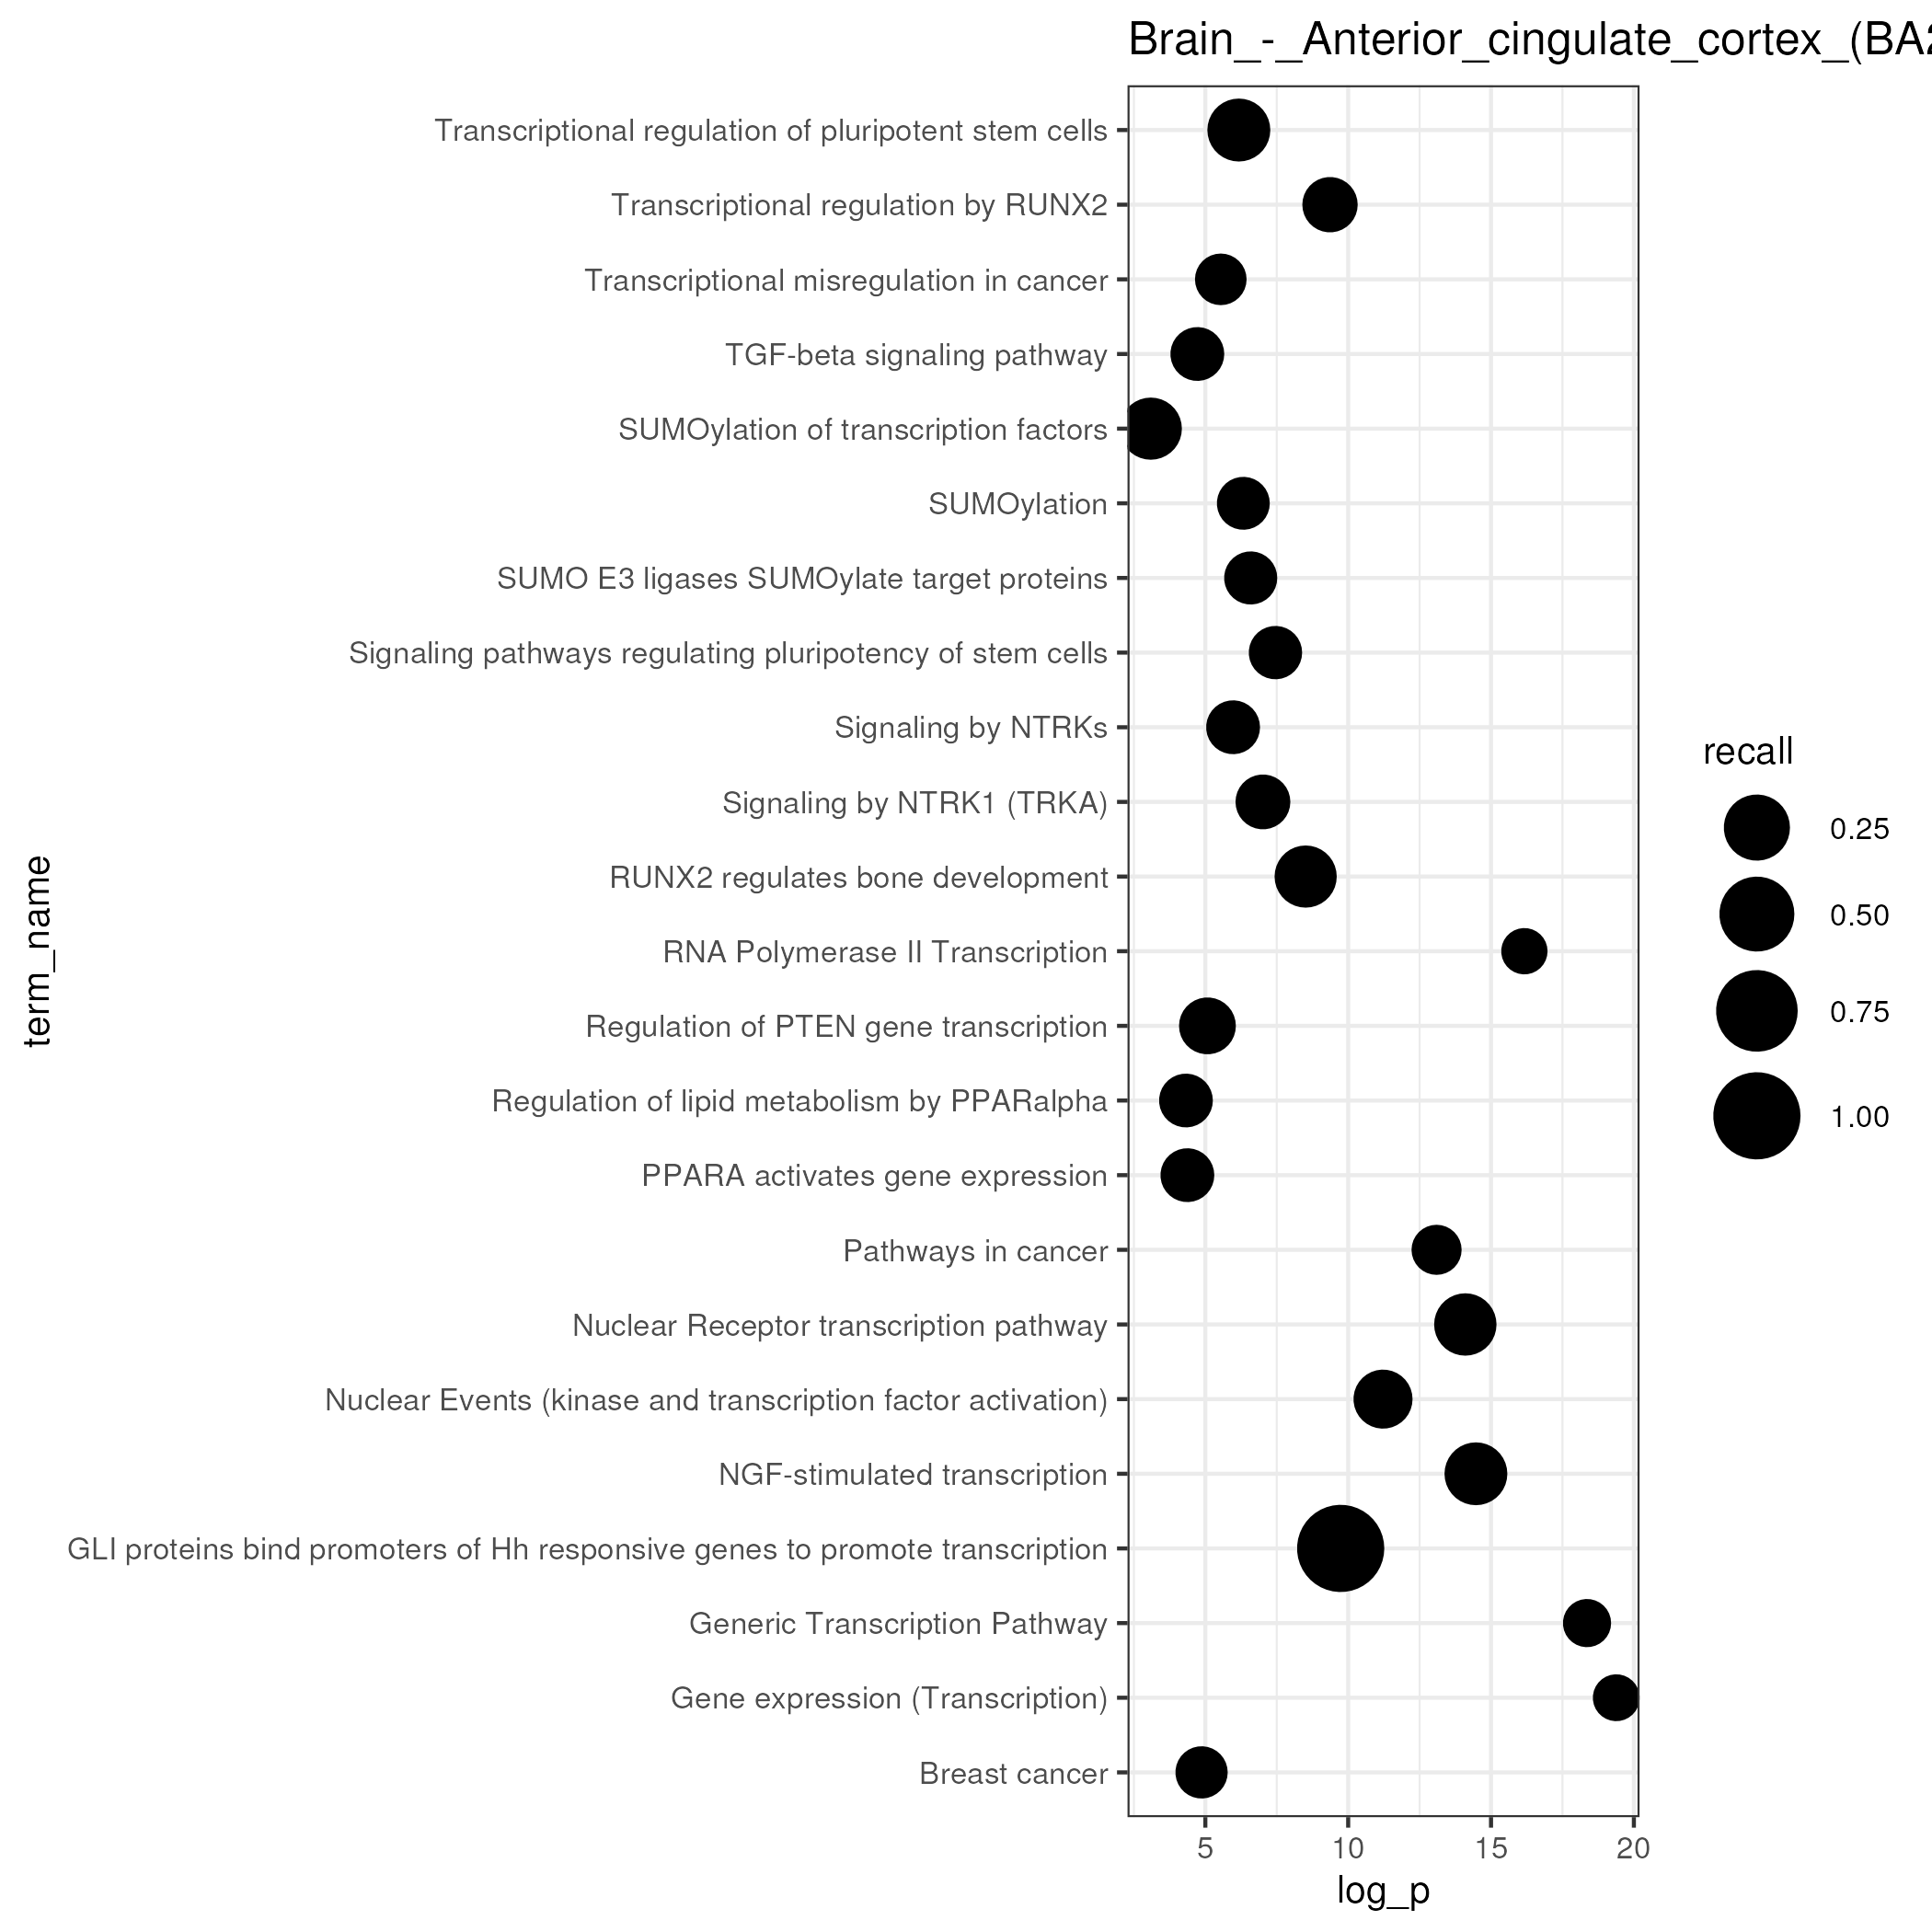 Brain_-_Anterior_cingulate_cortex_(BA2
Transcriptional regulation of pluripotent stem cells
Transcriptional regulation by RUNX2
Transcriptional misregulation in cancer
TGF-beta signaling pathway
SUMOylation of transcription factors
SUMOylation
SUMO E3 ligases SUMOylate target proteins
Signaling pathways regulating pluripotency of stem cells
Signaling by NTRKs
Signaling by NTRK1 (TRKA)
RUNX2 regulates bone development
RNA Polymerase II Transcription
Regulation of PTEN gene transcription
Regulation of lipid metabolism by PPARalpha
PPARA activates gene expression
Pathways in cancer
Nuclear Receptor transcription pathway
Nuclear Events (kinase and transcription factor activation)
NGF-stimulated transcription
GLI proteins bind promoters of Hh responsive genes to promote transcription
Generic Transcription Pathway
Gene expression (Transcription)
Breast cancer
term_name
5 10 15 20
log_p
recall
0.25
0.50
0.75
1.00